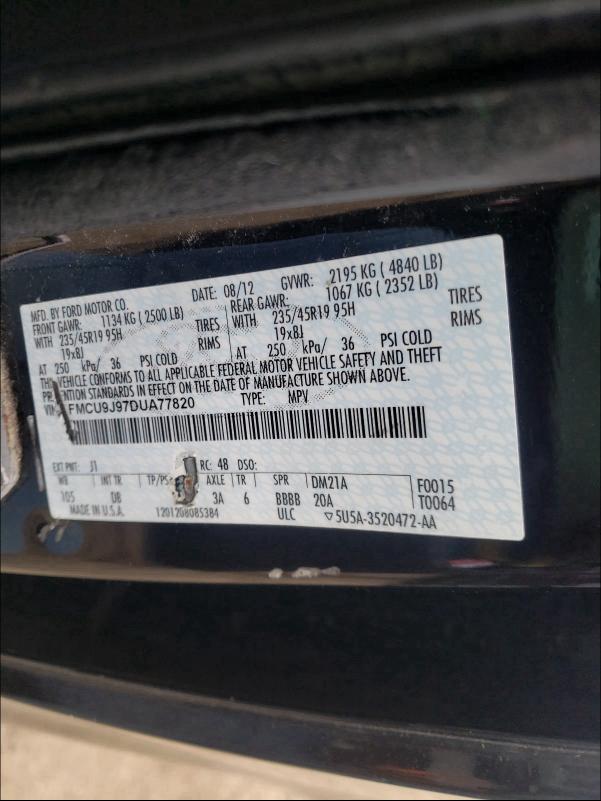 MFD. BY FORD MOTOR CO. DATE: 08/12 GVWR: 2195 KG ( 4840 LB)
FRONT GAWR: 1134 KG ( 2500 LB) REAR GAWR: 1067 KG ( 2352 LB)
WITH 235/45R19 95H TIRES WITH 235/45R19 95H TIRES
19x8J RIMS 19x8J RIMS
AT 250 kPa/ 36 PSI COLD AT 250 kPa/ 36 PSI COLD
THIS VEHICLE CONFORMS TO ALL APPLICABLE FEDERAL MOTOR VEHICLE SAFETY AND THEFT
PREVENTION STANDARDS IN EFFECT ON THE DATE OF MANUFACTURE SHOWN ABOVE.
VIN: FMCU9J97DUA77820 TYPE: MPV
EXT PNT: J1 RC: 48 DSO:
WB INT TR TP/PS AXLE TR SPR DM21A F0015
105 D8 3A 6 BBBB 20A T0064
MADE IN U.S.A. 1201208085384 ULC ▽5U5A-3520472-AA